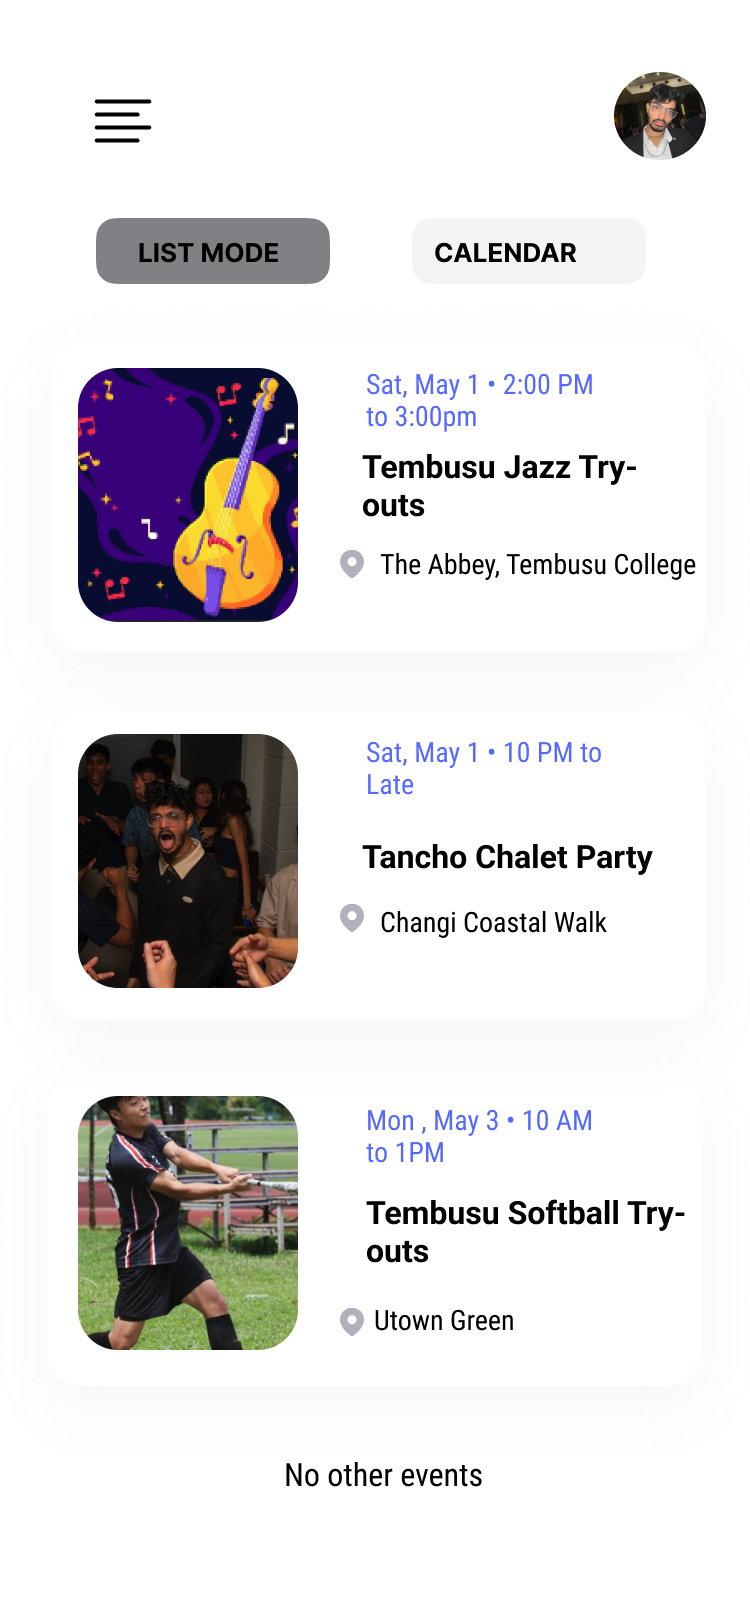 LIST MODE
CALENDAR
Sat, May 1 • 2:00 PM
to 3:00pm
Tembusu Jazz Try-
outs
The Abbey, Tembusu College
Sat, May 1 • 10 PM to
Late
Tancho Chalet Party
Changi Coastal Walk
Mon , May 3 • 10 AM
to 1PM
Tembusu Softball Try-
outs
Utown Green
No other events